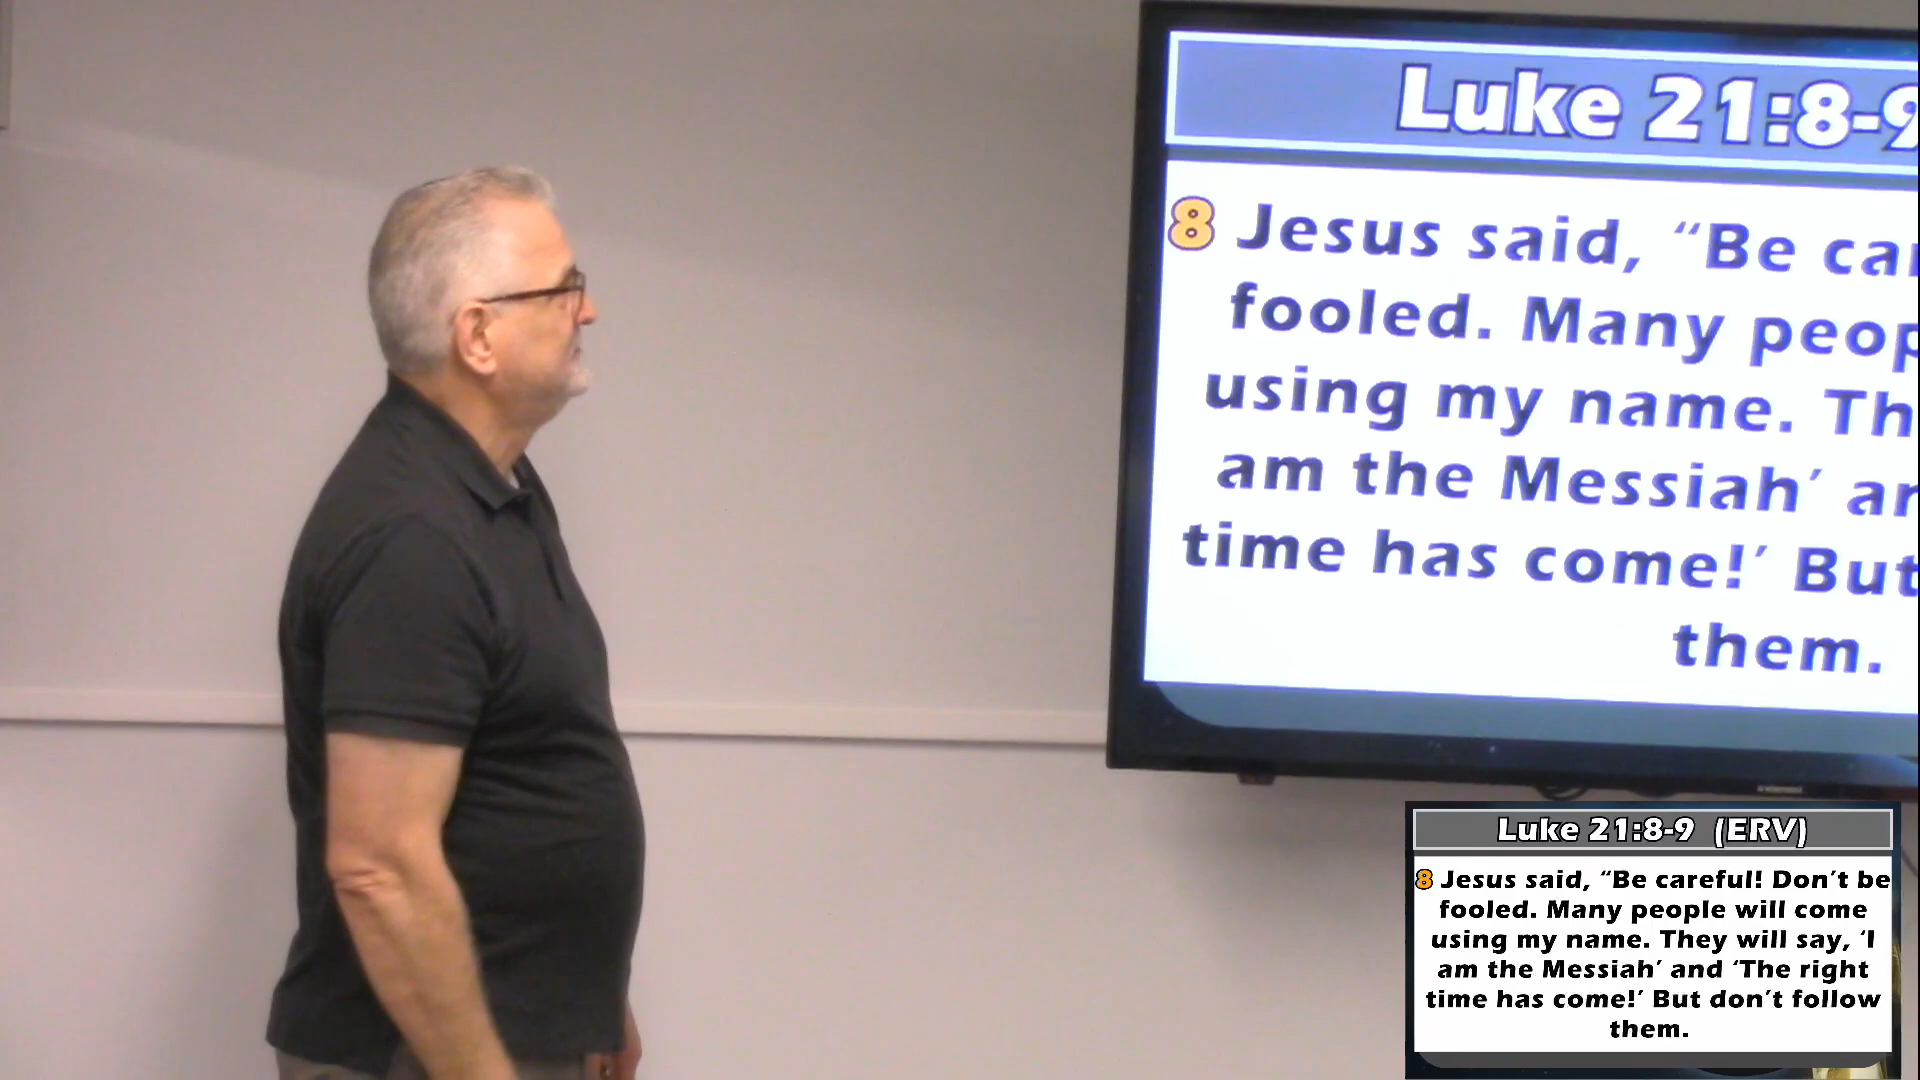 Luke 21:8-9
8 Jesus said, “Be
fooled. Many
using my name.
am the Messiah’
time has come!’ But
them.
Luke 21:8-9 (ERV)
8 Jesus said, “Be careful! Don’t be
fooled. Many people will come
using my name. They will say, ‘I
am the Messiah’ and ‘The right
time has come!’ But don’t follow
them.